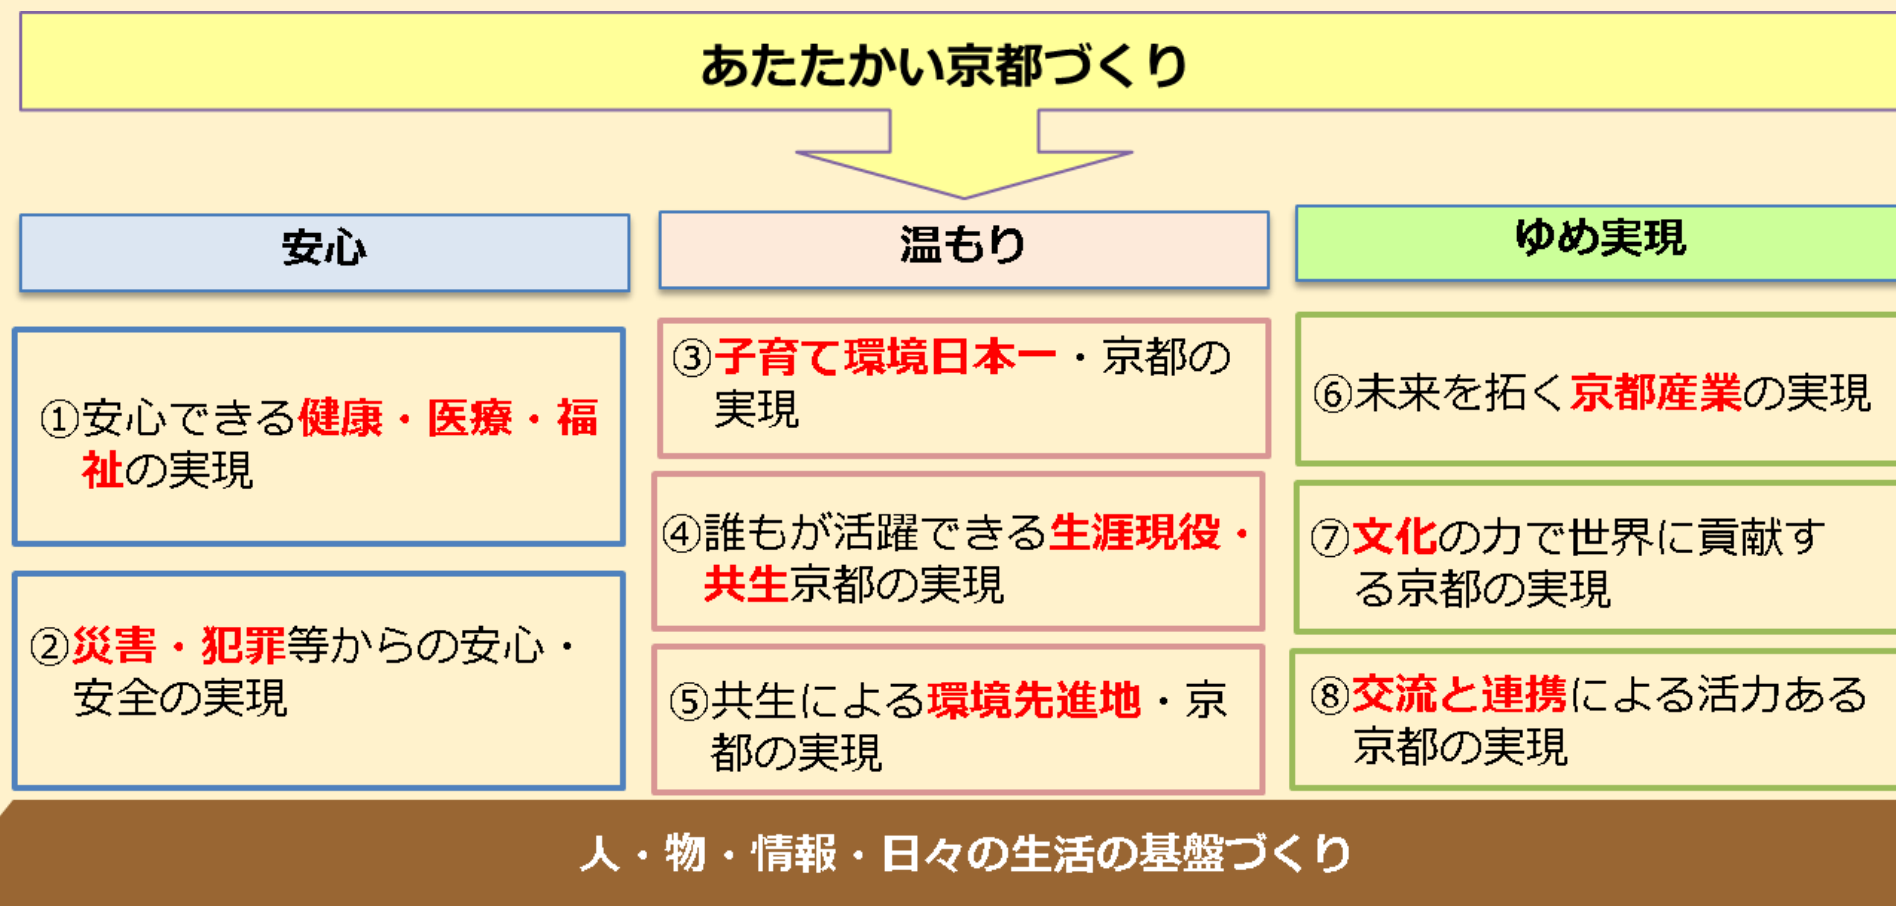 あたたかい京都づくり
安心
①安心できる健康・医療・福
祉の実現
②災害・犯罪等からの安心・
安全の実現
温もり
③子育て環境日本一・京都の
実現
④誰もが活躍できる生涯現役・
共生京都の実現
⑤共生による環境先進地・京
都の実現
ゆめ実現
⑥未来を拓く京都産業の実現
⑦文化の力で世界に貢献す
る京都の実現
⑧交流と連携による活力ある
京都の実現
人・物・情報・日々の生活の基盤づくり